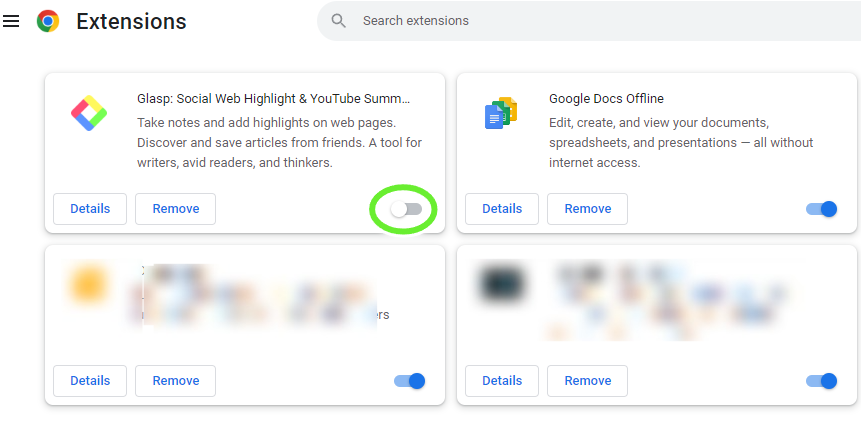 Extensions
Search extensions
Glasp: Social Web Highlight & YouTube Summ...
Take notes and add highlights on web pages.
Discover and save articles from friends. A tool for
writers, avid readers, and thinkers.
Details
Remove
Google Docs Offline
Edit, create, and view your documents,
spreadsheets, and presentations — all without
internet access.
Details
Remove
Details
Remove
Details
Remove